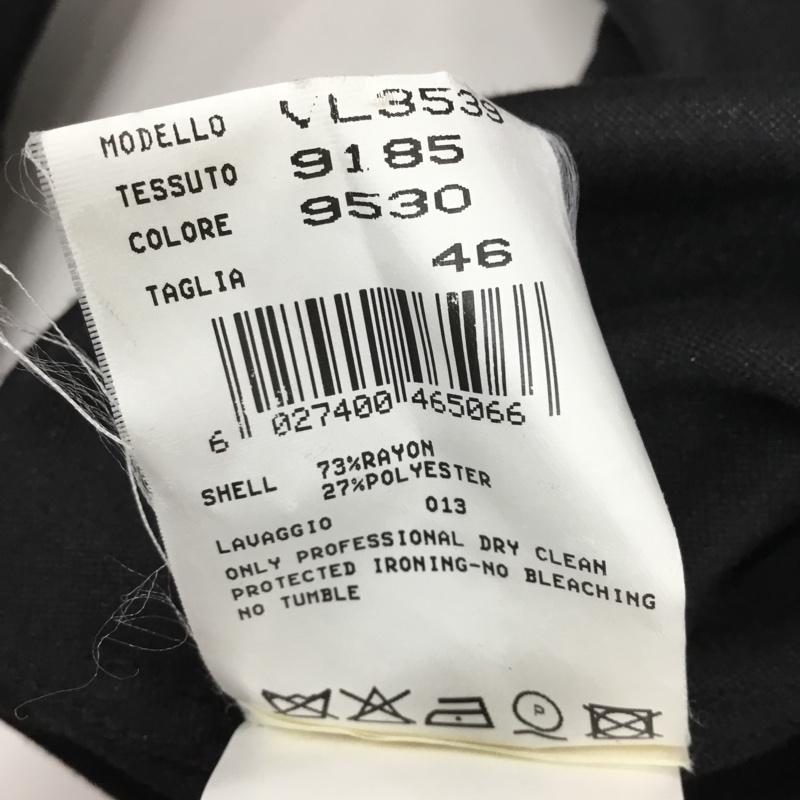 MODELLO VL3539
TESSUTO 9185
COLORE 9530
TAGLIA 46
6 027400 465066
SHELL 73%RAYON
27%POLYESTER
013
LAVAGGIO
ONLY PROFESSIONAL DRY CLEAN
PROTECTED IRONING-NO BLEACHING
NO TUMBLE
P